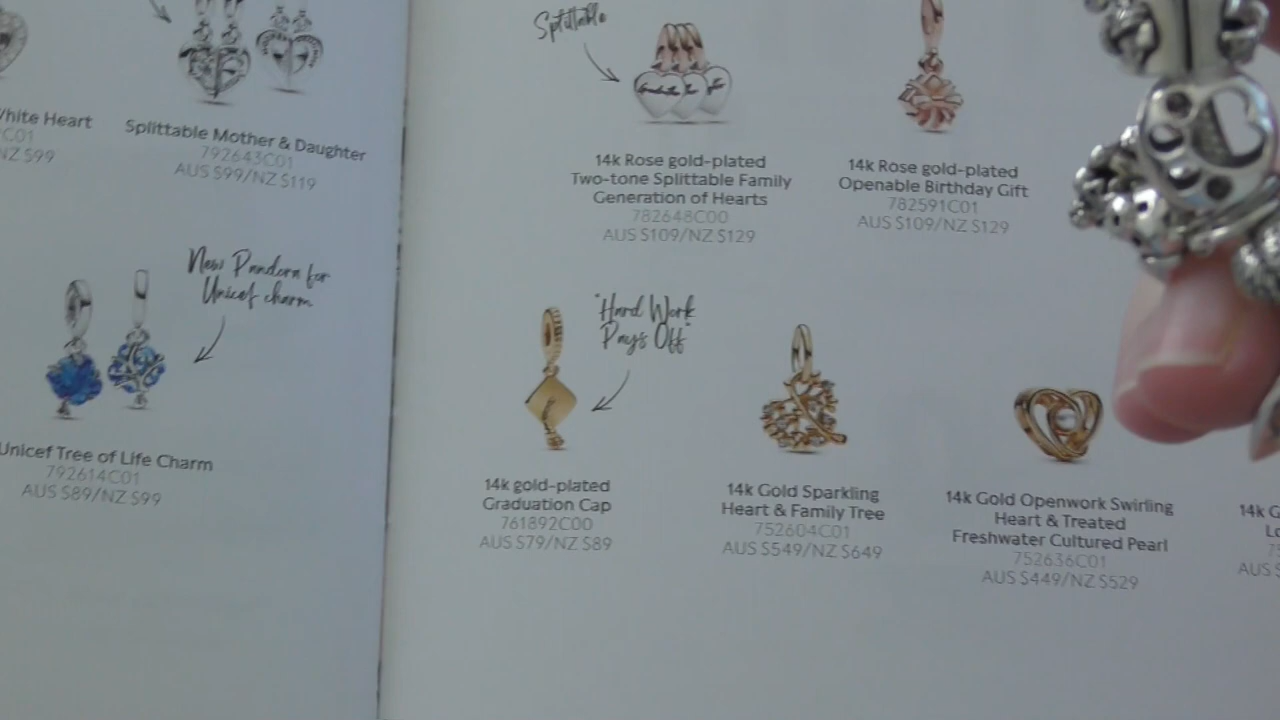 White Heart
NZ $99
Splittable Mother & Daughter
792643C01
AUS $99/NZ $119
New Pandora for
Unicef charm
Unicef Tree of Life Charm
792614C01
AUS $89/NZ $99
Splittable
14k Rose gold-plated
Two-tone Splittable Family
Generation of Hearts
782648C00
AUS $109/NZ $129
14k Rose gold-plated
Openable Birthday Gift
782591C01
AUS $109/NZ $129
"Hard Work
Pays Off"
14k gold-plated
Graduation Cap
761892C00
AUS $79/NZ $89
14k Gold Sparkling
Heart & Family Tree
752604C01
AUS $549/NZ $649
14k Gold Openwork Swirling
Heart & Treated
Freshwater Cultured Pearl
752636C01
AUS $449/NZ $529
14k
AUS